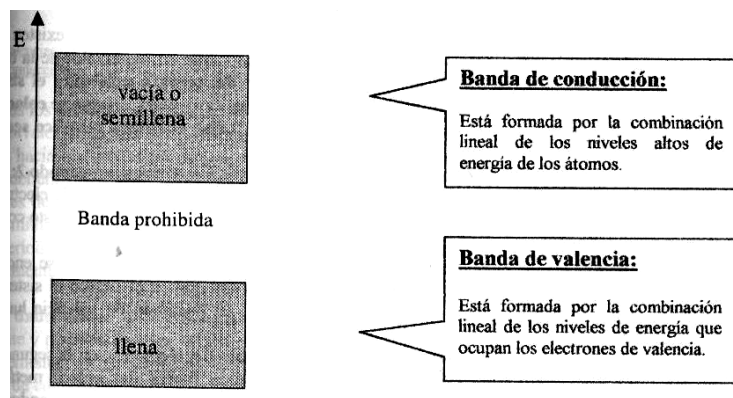 E
vacía o
semillena
Banda prohibida
llena
Banda de conducción:
Está formada por la combinación
lineal de los niveles altos de
energía de los átomos.
Banda de valencia:
Está formada por la combinación
lineal de los niveles de energía que
ocupan los electrones de valencia.